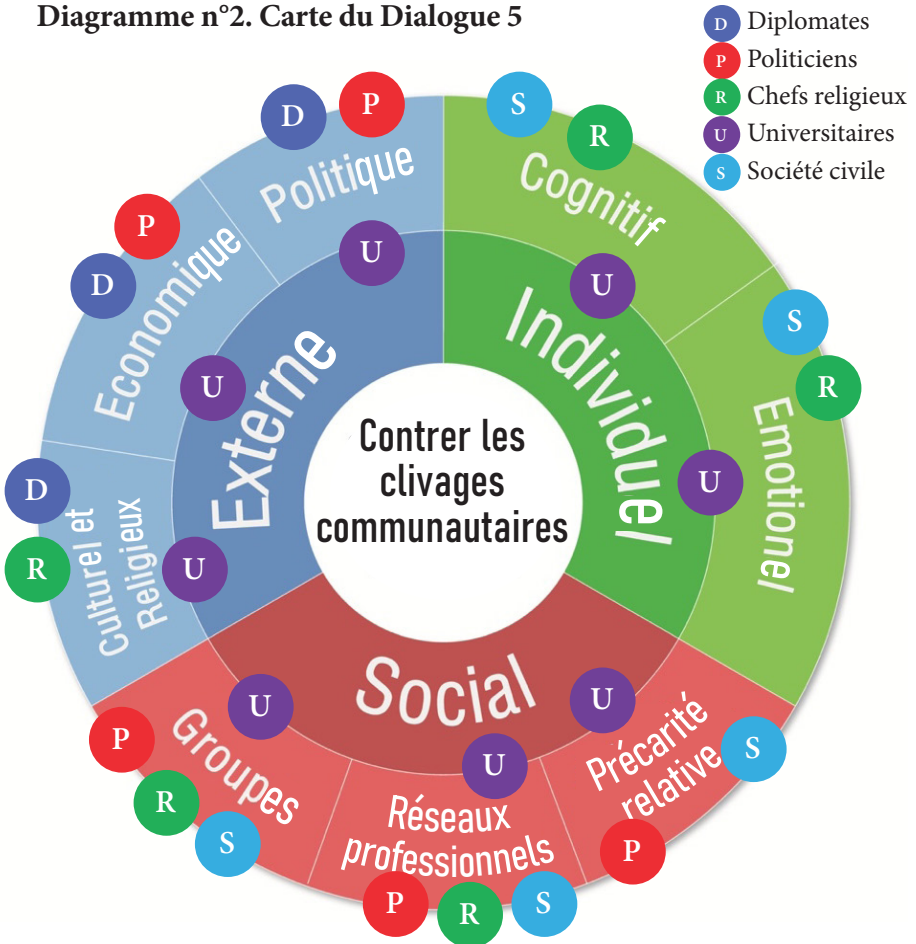 Diagramme n°2. Carte du Dialogue 5
D Diplomates
P Politiciens
R Chefs religieux
U Universitaires
S Société civile
D
P
Politique
U
S
R
Cognitif
U
P
D
Economique
U
S
R
Emotionel
U
Externe
Individuel
Contrer les
clivages
communautaires
D
R
Culturel et
Religieux
U
Social
U
P
R
S
Groupes
U
Réseaux
professionnels
P
R
S
U
Précarité
relative
S
P